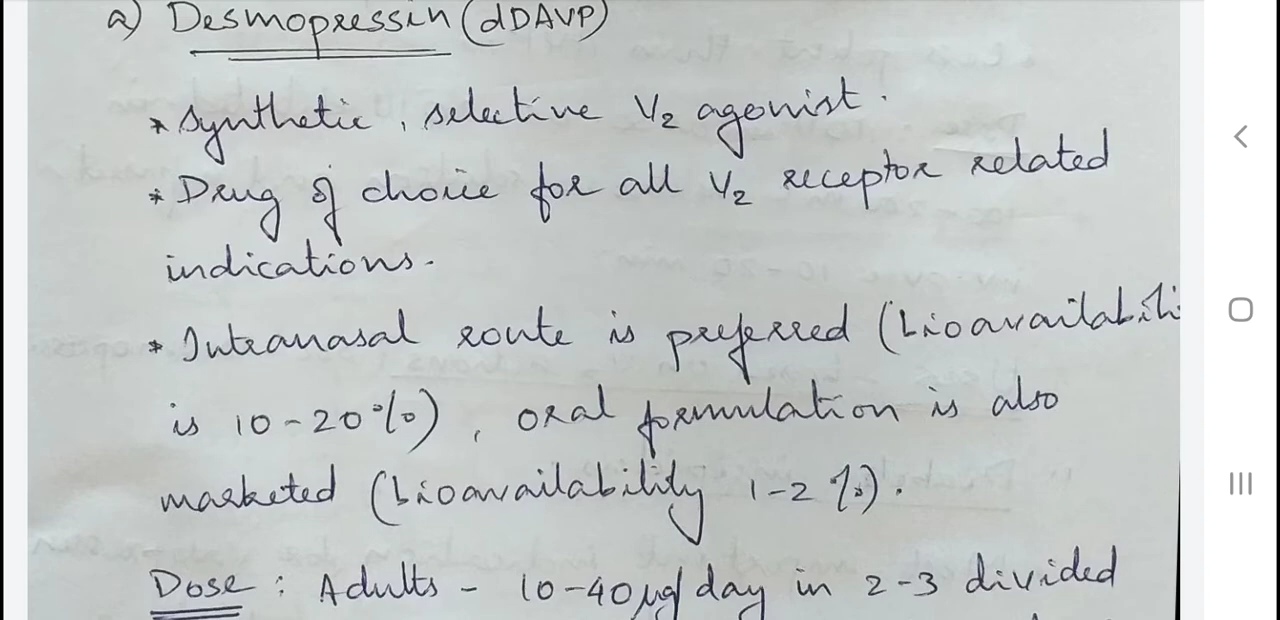 a) Desmopressin (dDAVP)
* Synthetic, selective V2 agonist.
* Drug of choice for all V2 receptor related
indications.
* Intranasal route is preferred (bioavailabili
is 10-20%), oral formulation is also
marketed (bioavailability 1-2%).
Dose: Adults - 10-40 μg/day in 2-3 divided